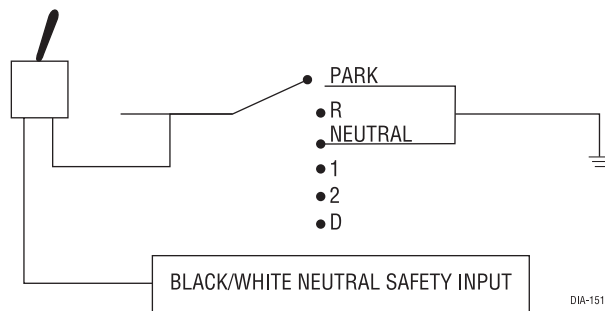 PARK
R
NEUTRAL
1
2
D
BLACK/WHITE NEUTRAL SAFETY INPUT
DIA-151